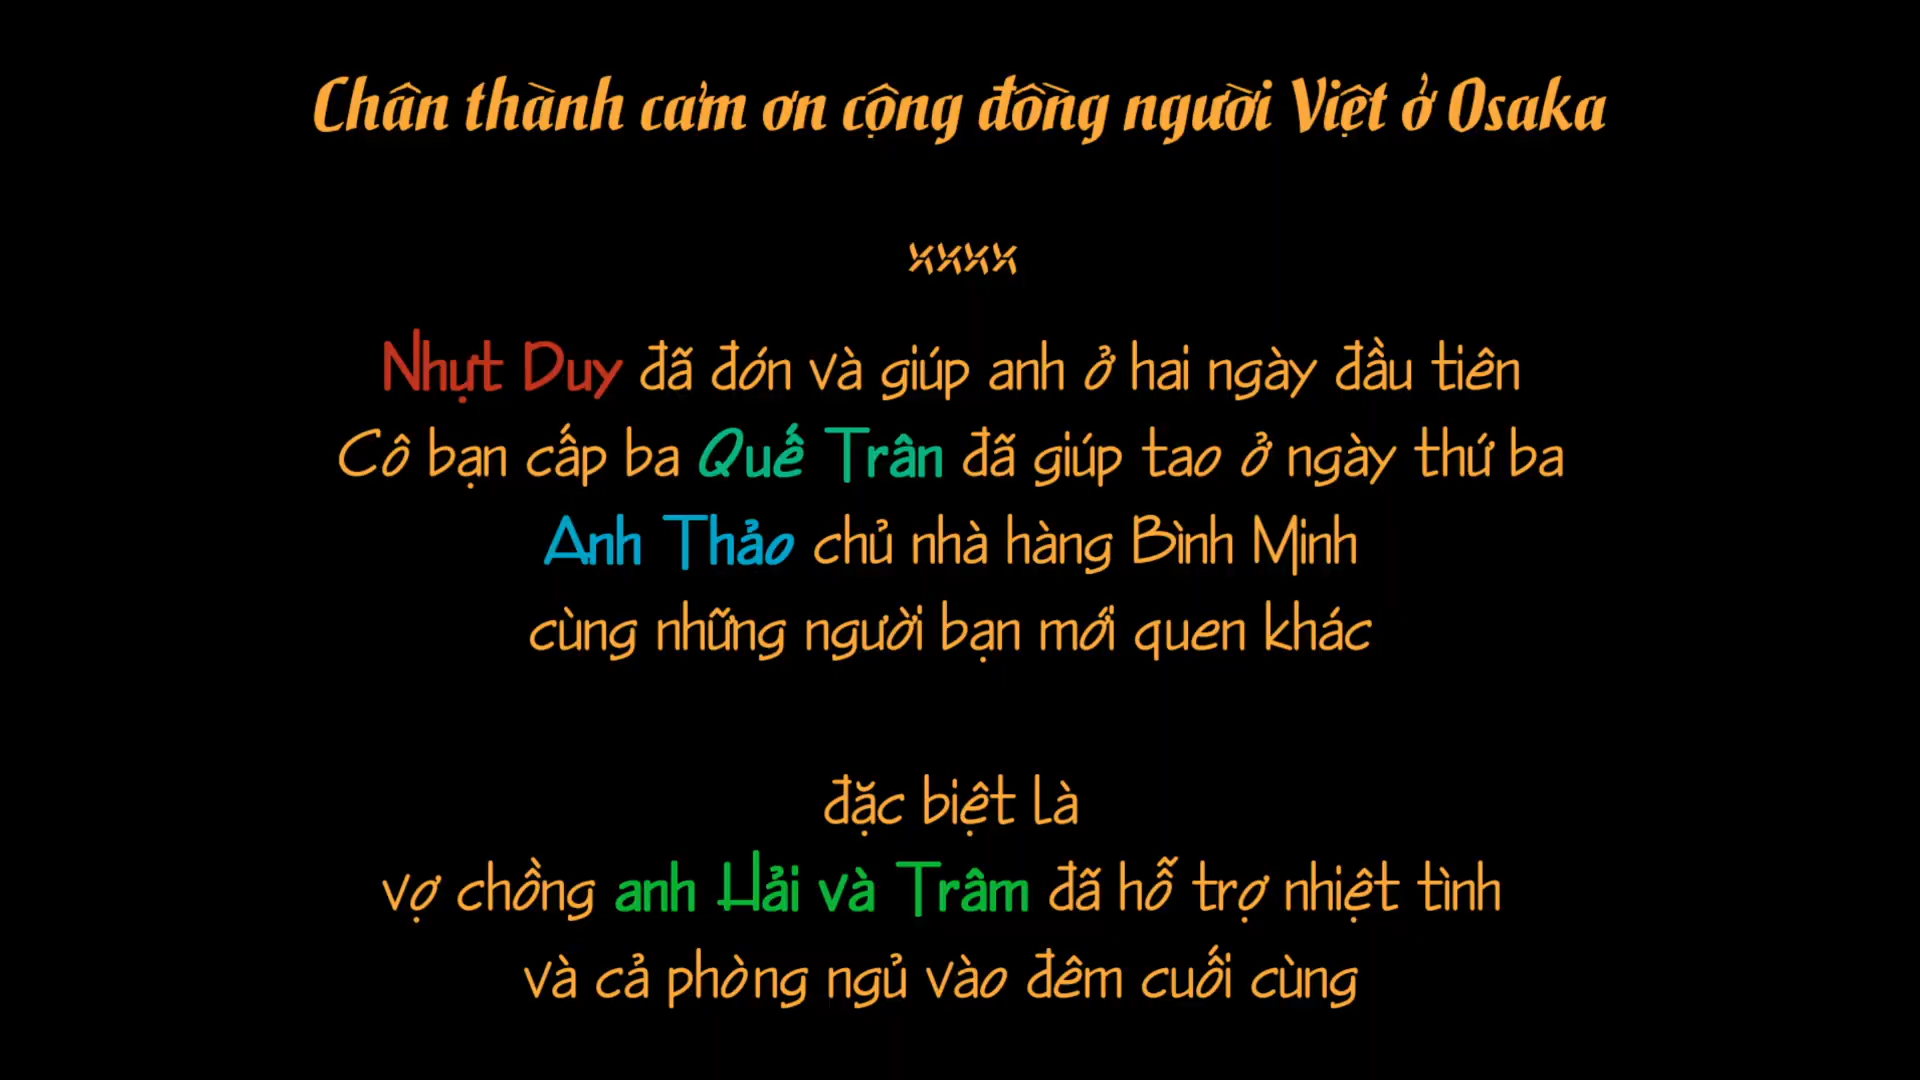 Chân thành cảm ơn cộng đồng người Việt ở Osaka
xxxx
Nhựt Duy đã đón và giúp anh ở hai ngày đầu tiên
Cô bạn cấp ba Quế Trân đã giúp tao ở ngày thứ ba
Anh Thảo chủ nhà hàng Bình Minh
cùng những người bạn mới quen khác
đặc biệt là
vợ chồng anh Hải và Trâm đã hỗ trợ nhiệt tình
và cả phòng ngủ vào đêm cuối cùng